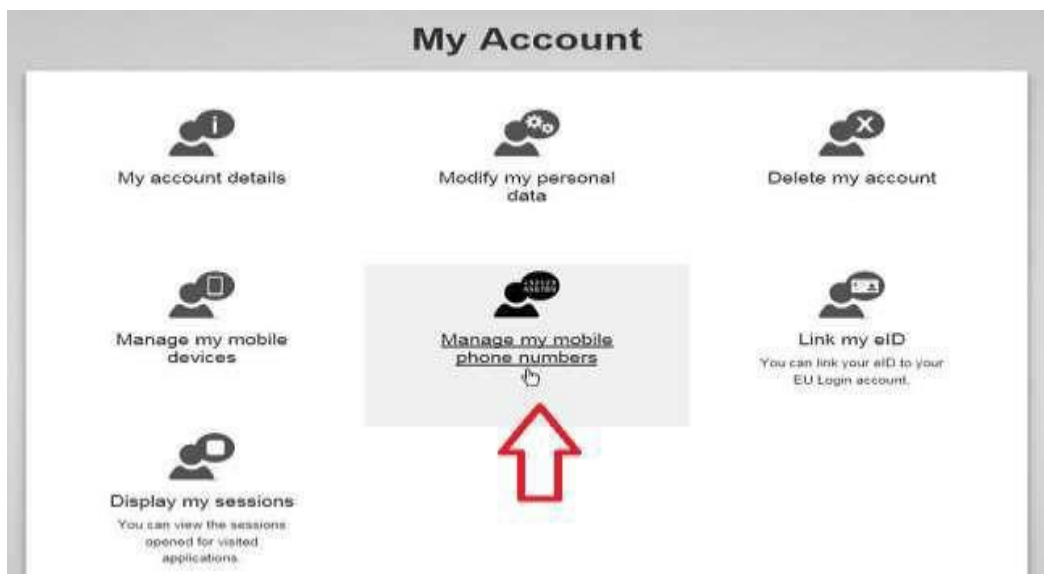 My Account
My account details
Modify my personal
data
Delete my account
Manage my mobile
devices
Manage my mobile
phone numbers
Link my eID
You can link your eID to your
EU Login account.
Display my sessions
You can view the sessions
opened for visited
applications.